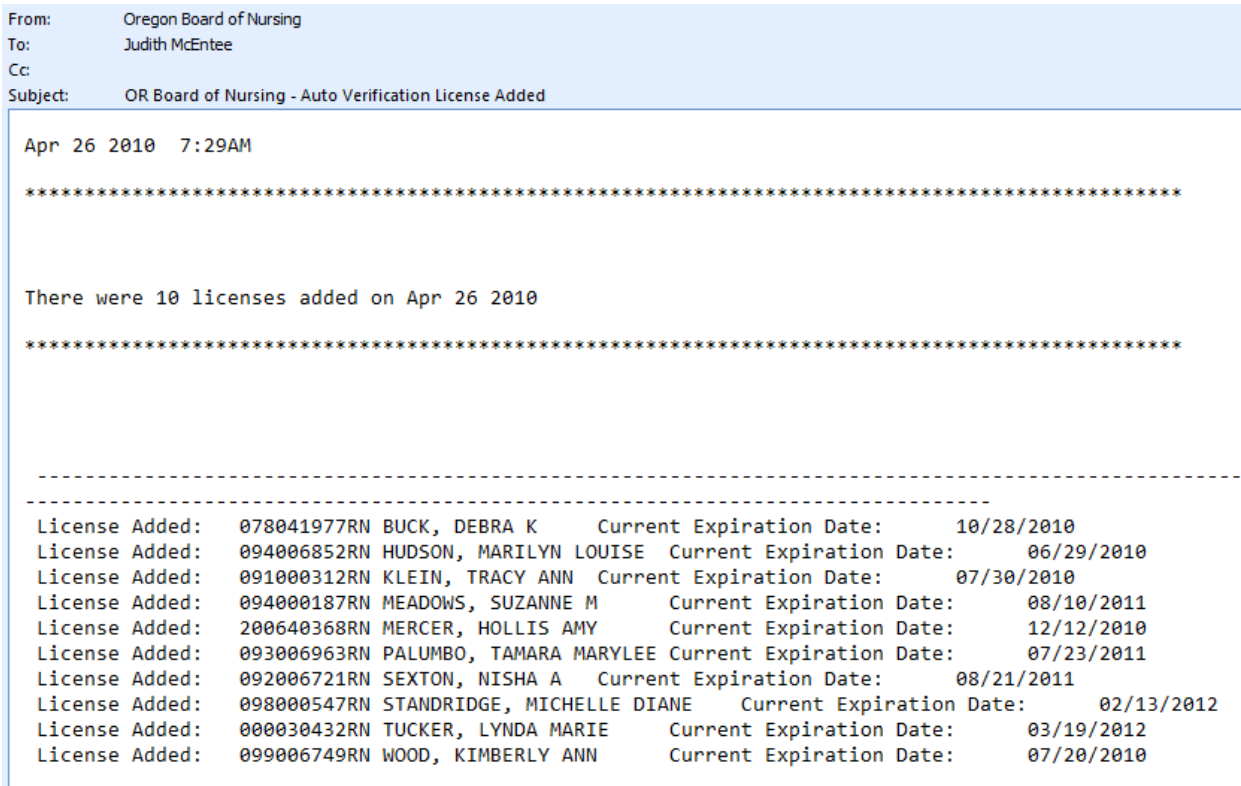 From: Oregon Board of Nursing
To: Judith McEntee
Cc:
Subject: OR Board of Nursing - Auto Verification License Added
Apr 26 2010 7:29AM
*************************************************************************************************
There were 10 licenses added on Apr 26 2010
*************************************************************************************************
-----------------------------------------------------------------------------------------------------
---------------------------------------------------------------------------------
License Added: 078041977RN BUCK, DEBRA K Current Expiration Date: 10/28/2010
License Added: 094006852RN HUDSON, MARILYN LOUISE Current Expiration Date: 06/29/2010
License Added: 091000312RN KLEIN, TRACY ANN Current Expiration Date: 07/30/2010
License Added: 094000187RN MEADOWS, SUZANNE M Current Expiration Date: 08/10/2011
License Added: 200640368RN MERCER, HOLLIS AMY Current Expiration Date: 12/12/2010
License Added: 093006963RN PALUMBO, TAMARA MARYLEE Current Expiration Date: 07/23/2011
License Added: 092006721RN SEXTON, NISHA A Current Expiration Date: 08/21/2011
License Added: 098000547RN STANDRIDGE, MICHELLE DIANE Current Expiration Date: 02/13/2012
License Added: 000030432RN TUCKER, LYNDA MARIE Current Expiration Date: 03/19/2012
License Added: 099006749RN WOOD, KIMBERLY ANN Current Expiration Date: 07/20/2010